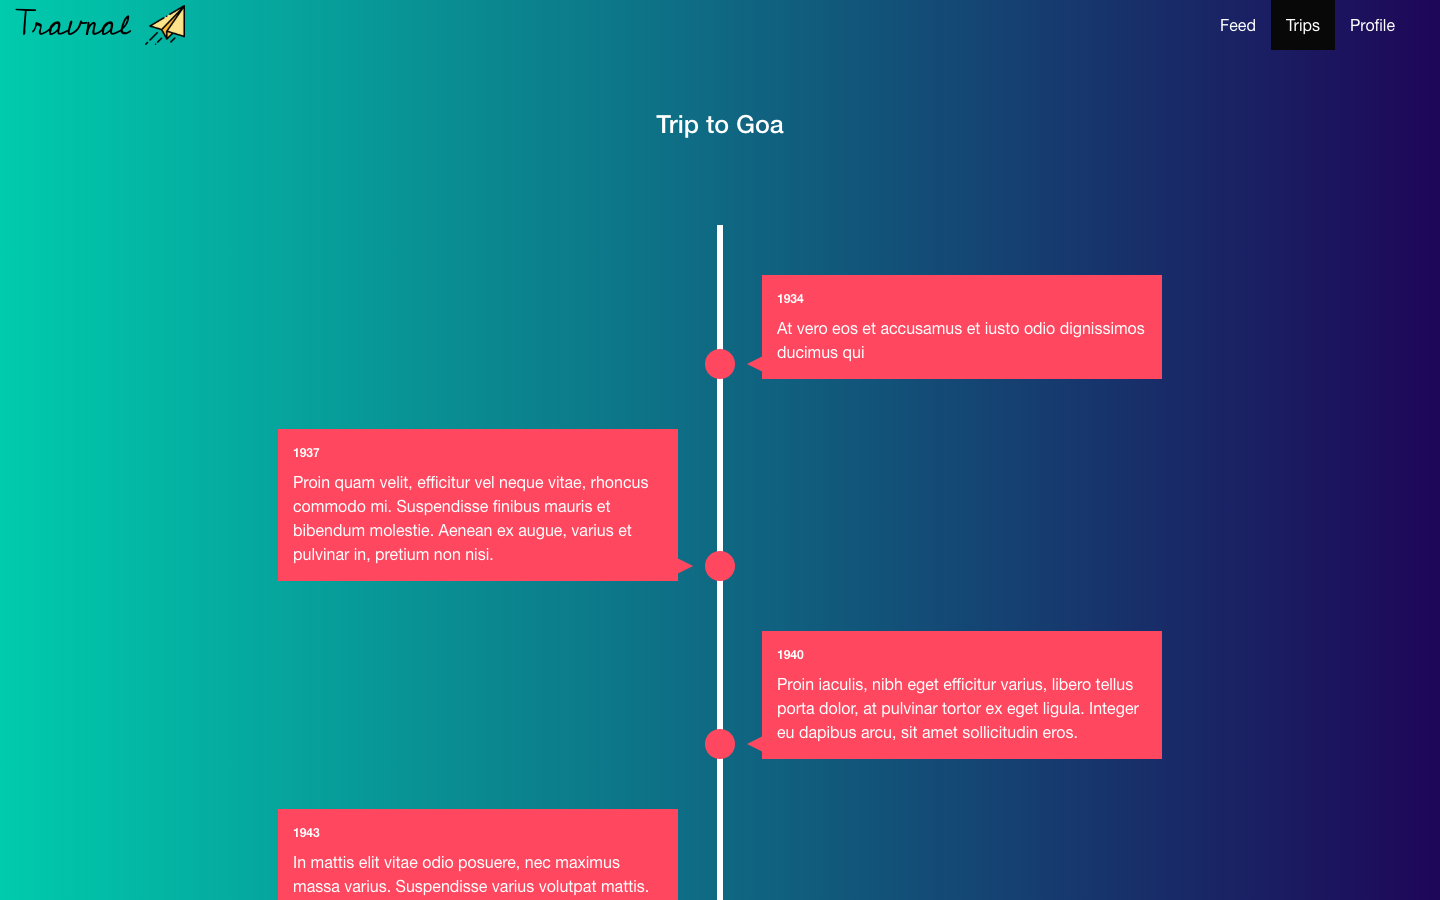 Travnal
Feed Trips Profile
Trip to Goa
1934
At vero eos et accusamus et iusto odio dignissimos
ducimus qui
1937
Proin quam velit, efficitur vel neque vitae, rhoncus
commodo mi. Suspendisse finibus mauris et
bibendum molestie. Aenean ex augue, varius et
pulvinar in, pretium non nisi.
1940
Proin iaculis, nibh eget efficitur varius, libero tellus
porta dolor, at pulvinar tortor ex eget ligula. Integer
eu dapibus arcu, sit amet sollicitudin eros.
1943
In mattis elit vitae odio posuere, nec maximus
massa varius. Suspendisse varius volutpat mattis.